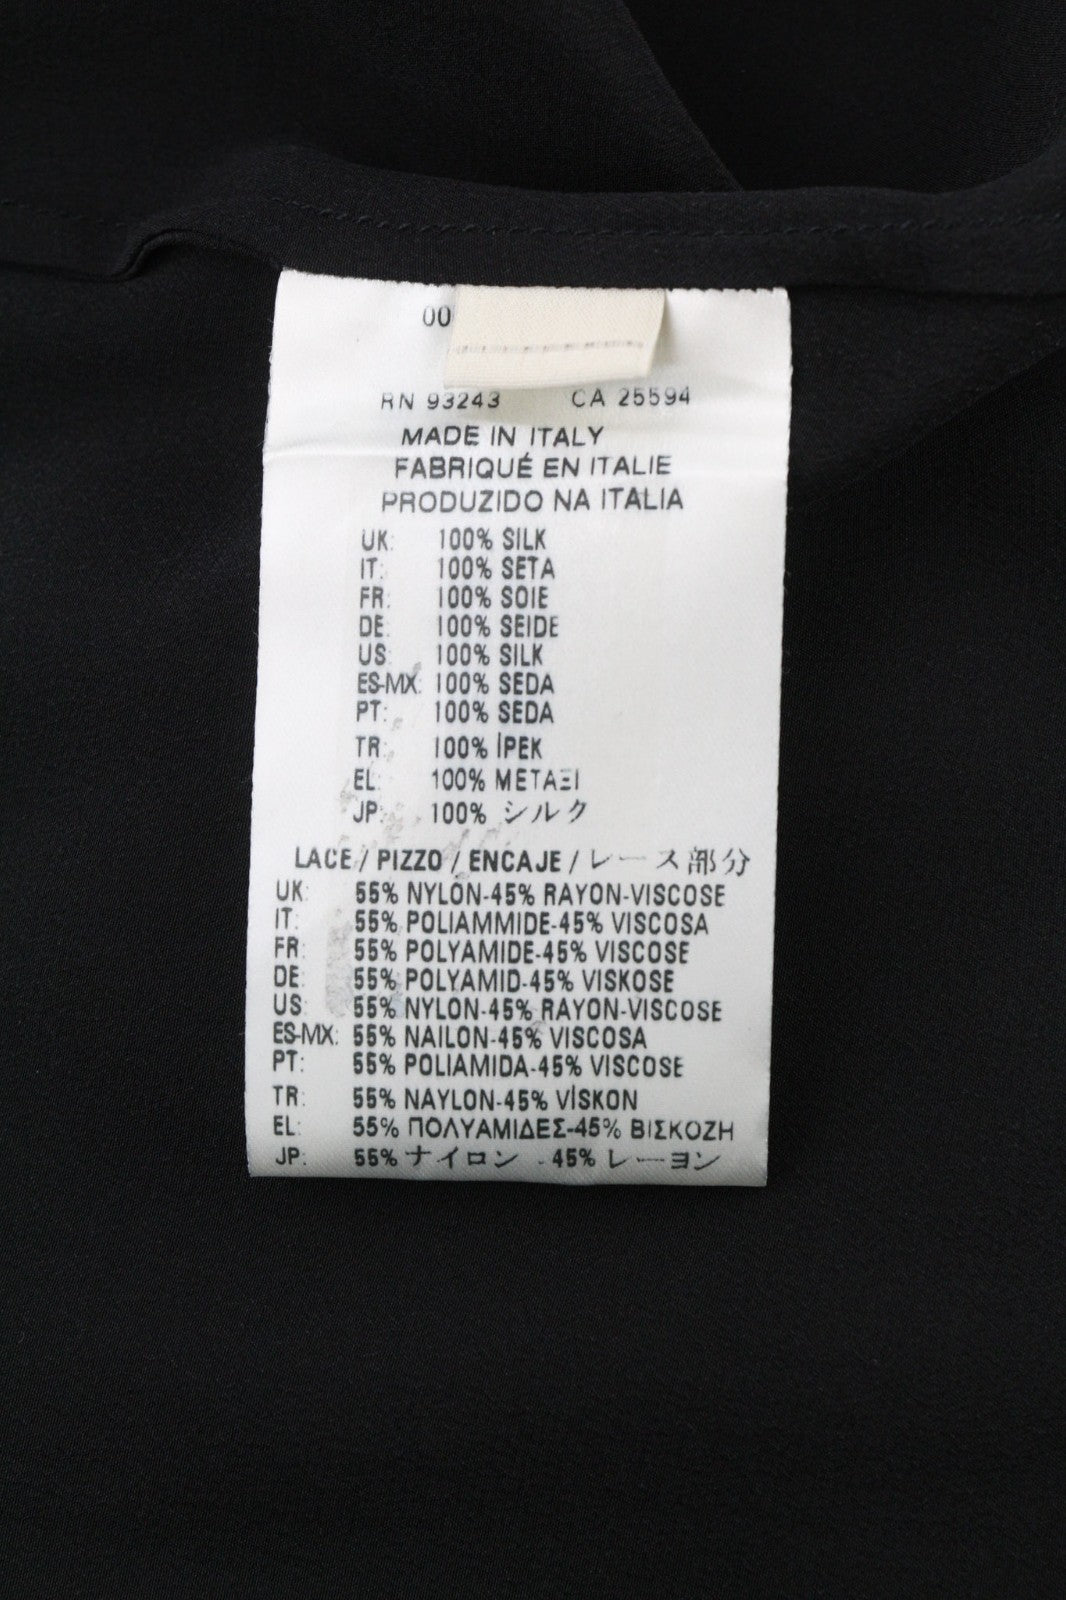 00
RN 93243 CA 25594
MADE IN ITALY
FABRIQUÉ EN ITALIE
PRODUZIDO NA ITALIA
UK: 100% SILK
IT: 100% SETA
FR: 100% SOIE
DE: 100% SEIDE
US: 100% SILK
ES-MX: 100% SEDA
PT: 100% SEDA
TR: 100% İPEK
EL: 100% ΜΕΤΑΞΙ
JP: 100% シルク
LACE / PIZZO / ENCAJE / レース部分
UK: 55% NYLON-45% RAYON-VISCOSE
IT: 55% POLIAMMIDE-45% VISCOSA
FR: 55% POLYAMIDE-45% VISCOSE
DE: 55% POLYAMID-45% VISKOSE
US: 55% NYLON-45% RAYON-VISCOSE
ES-MX: 55% NAILON-45% VISCOSA
PT: 55% POLIAMIDA-45% VISCOSE
TR: 55% NAYLON-45% VİSKON
EL: 55% ΠΟΛΥΑΜΙΔΕΣ-45% ΒΙΣΚΟΖΗ
JP: 55% ナイロン -45% レーヨン